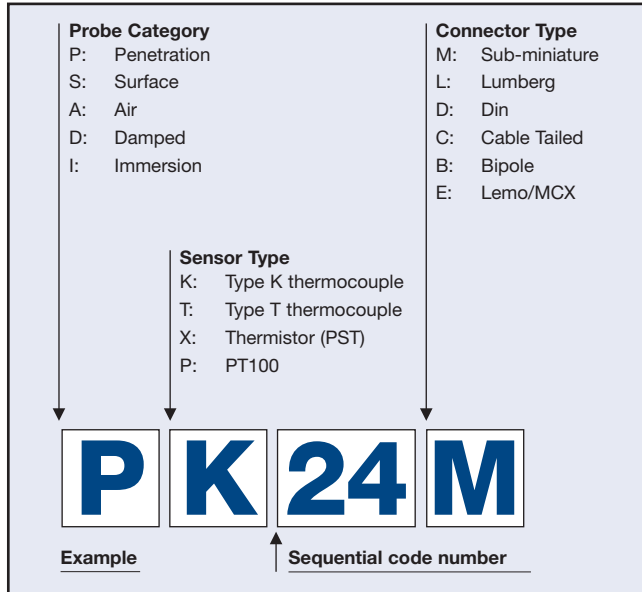 Probe Category
P: Penetration
S: Surface
A: Air
D: Damped
I: Immersion
Connector Type
M: Sub-miniature
L: Lumberg
D: Din
C: Cable Tailed
B: Bipole
E: Lemo/MCX
Sensor Type
K: Type K thermocouple
T: Type T thermocouple
X: Thermistor (PST)
P: PT100
P K 24 M
Example
Sequential code number